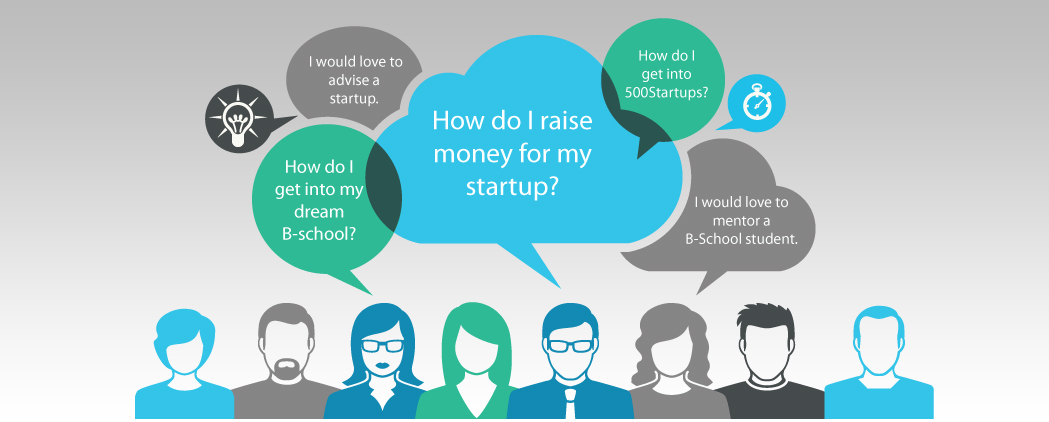 I would love to
advise a
startup.
How do I
get into my
dream
B-school?
How do I raise
money for my
startup?
How do I
get into
500Startups?
I would love to
mentor a
B-School student.